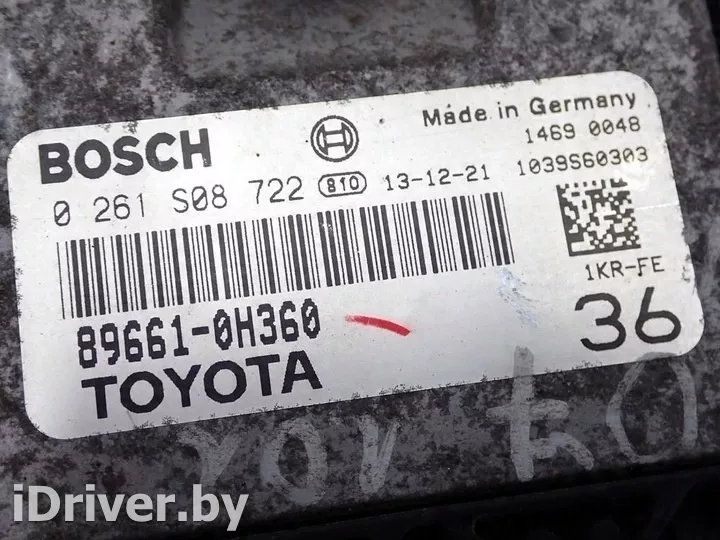 BOSCH
Made in Germany
1469 0048
0 261 S08 722 810 13-12-21 1039S60303
1KR-FE
89661-0H360
36
TOYOTA
iDriver.by